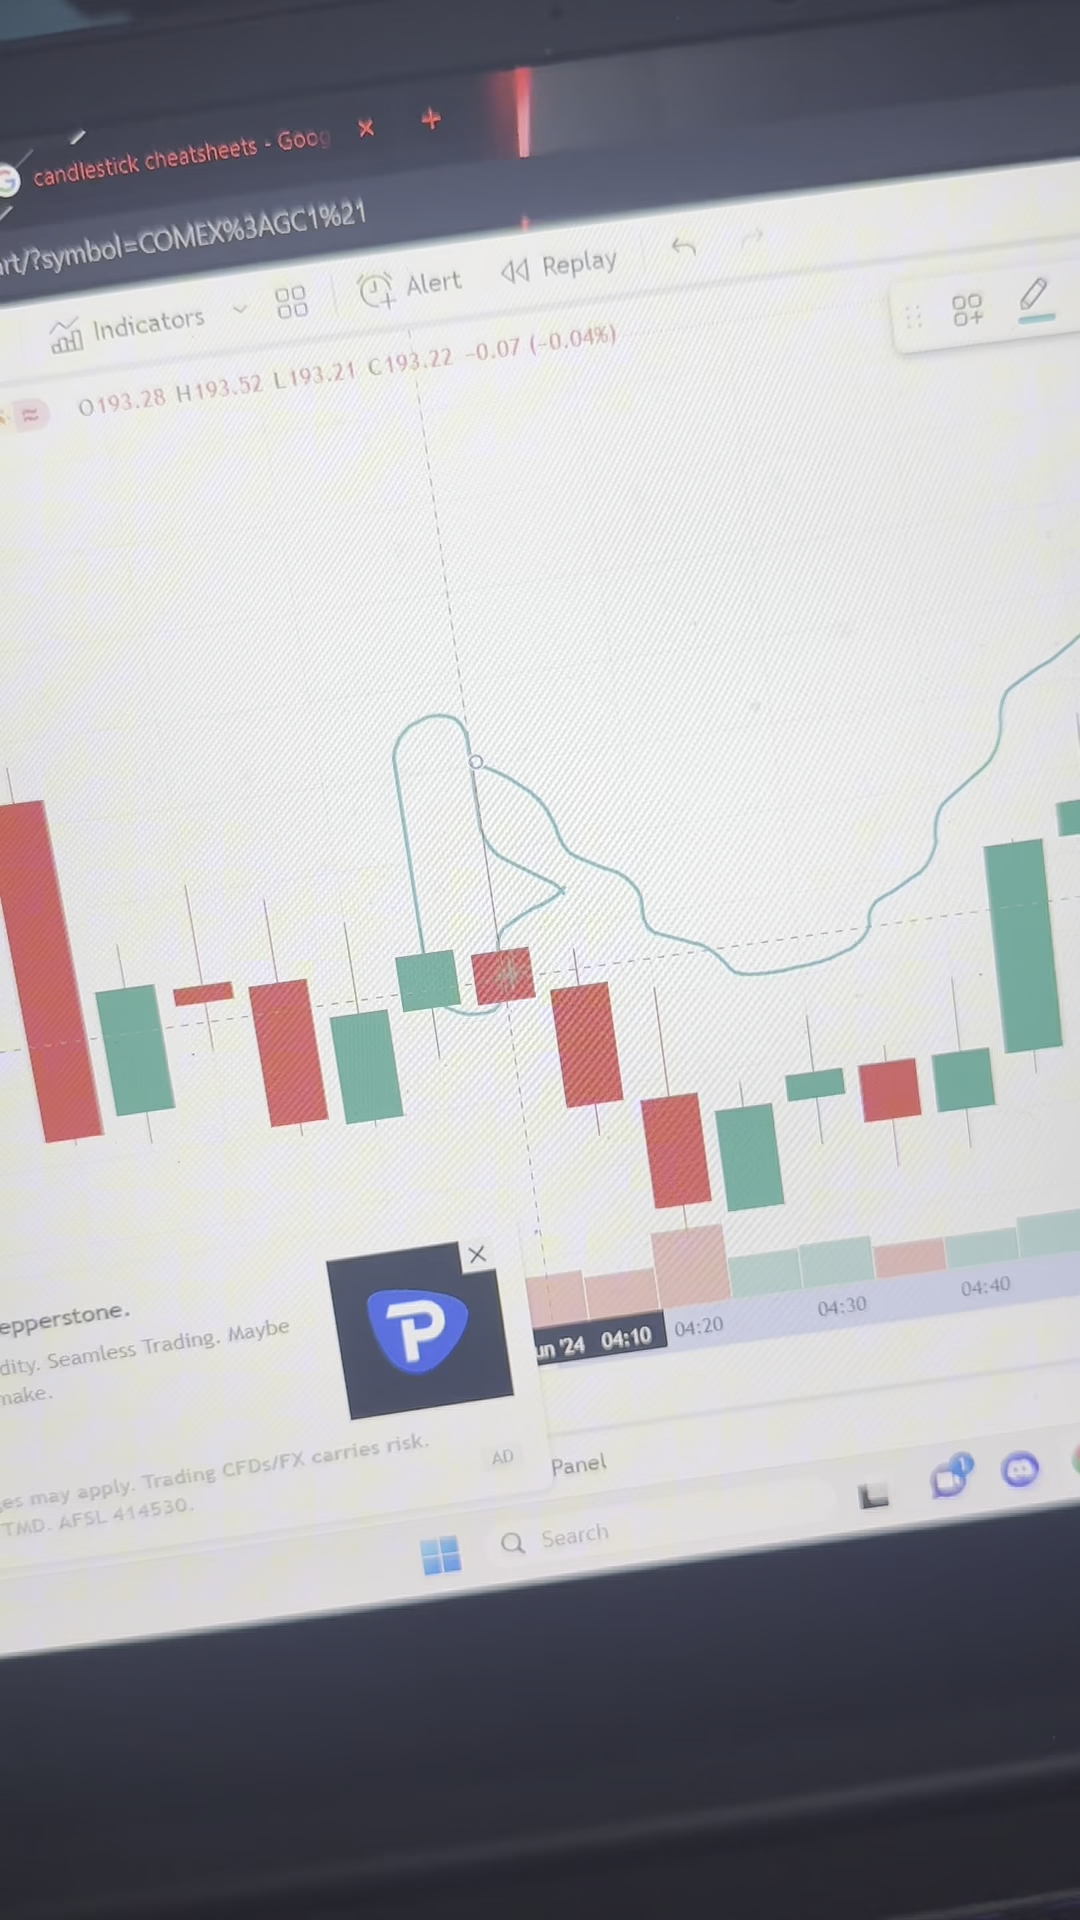 candlestick cheatsheets - Goog
rt/?symbol=COMEX%3AGC1%21
Indicators
Alert
Replay
O193.28 H193.52 L193.21 C193.22 -0.07 (-0.04%)
epperstone.
dity. Seamless Trading. Maybe
make.
es may apply. Trading CFDs/FX carries risk.
TMD. AFSL 414530.
AD
P
un '24 04:10
04:20
04:30
04:40
Panel
Search
1